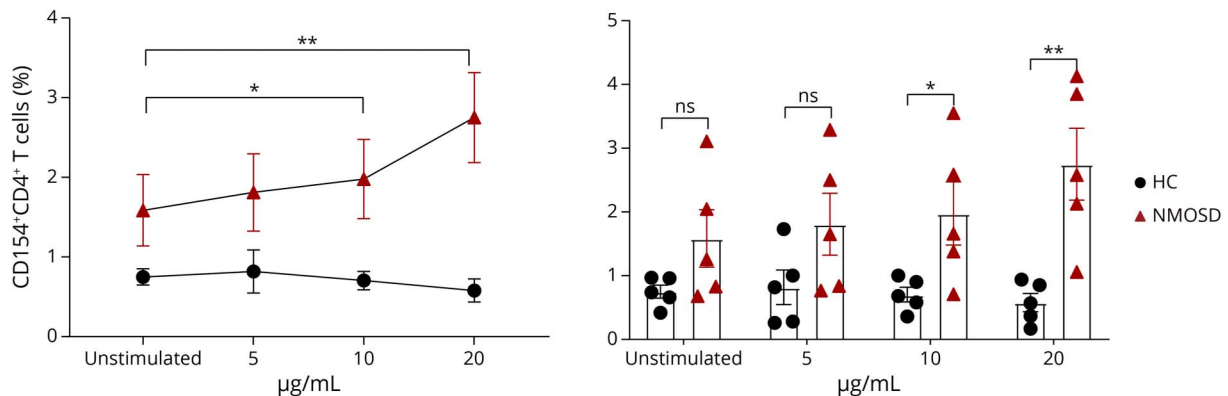 CD154⁺CD4⁺ T cells (%)
4
3
2
1
0
**
*
Unstimulated 5 10 20
µg/mL
5
4
3
2
1
0
ns ns * **
Unstimulated 5 10 20
µg/mL
HC
NMOSD